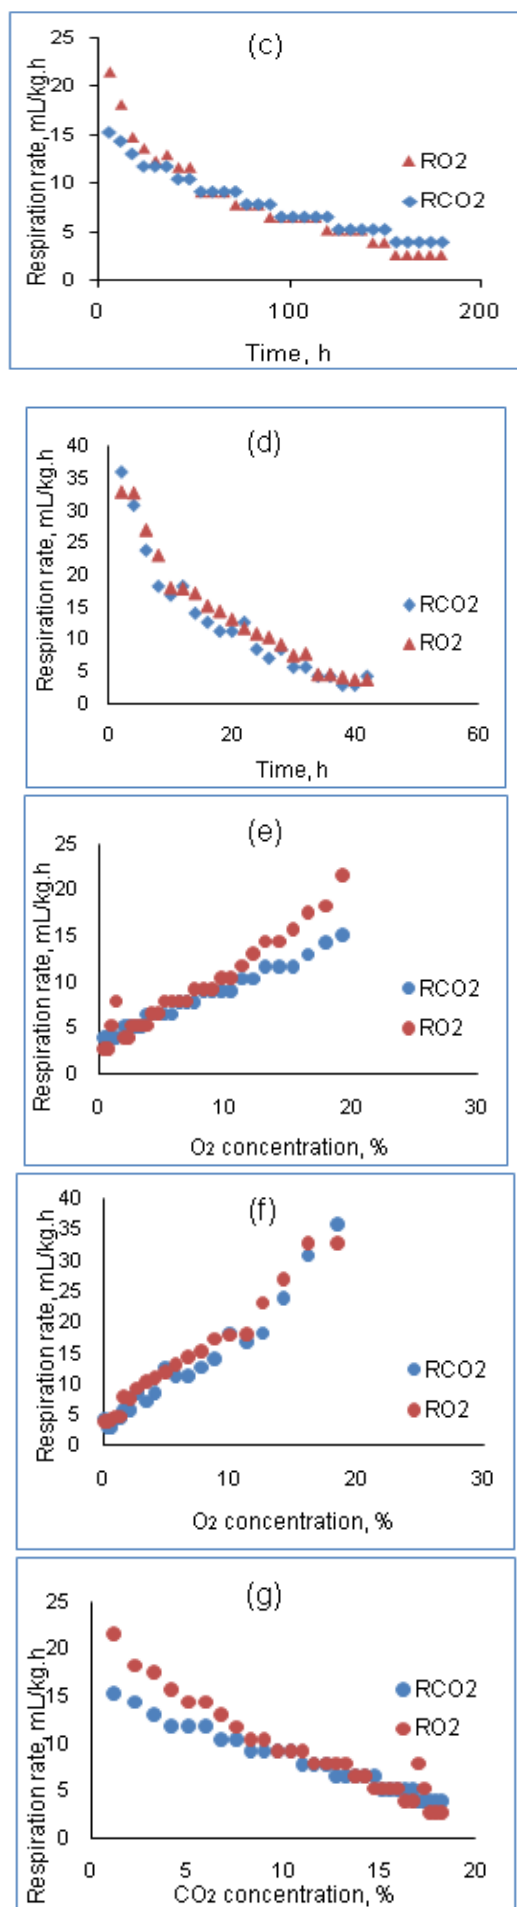 (c)
Respiration rate, mL/kg.h
25
20
15
10
5
0
RO2
RCO2
0 100 200
Time, h
(d)
Respiration rate, mL/kg.h
40
35
30
25
20
15
10
5
0
RCO2
RO2
0 20 40 60
Time, h
(e)
Respiration rate, mL/kg.h
25
20
15
10
5
0
RCO2
RO2
0 10 20 30
O2 concentration, %
(f)
Respiration rate, mL/kg.h
40
35
30
25
20
15
10
5
0
RCO2
RO2
0 10 20 30
O2 concentration, %
(g)
Respiration rate, mL/kg.h
25
20
15
10
5
0
RCO2
RO2
0 5 10 15 20
CO2 concentration, %